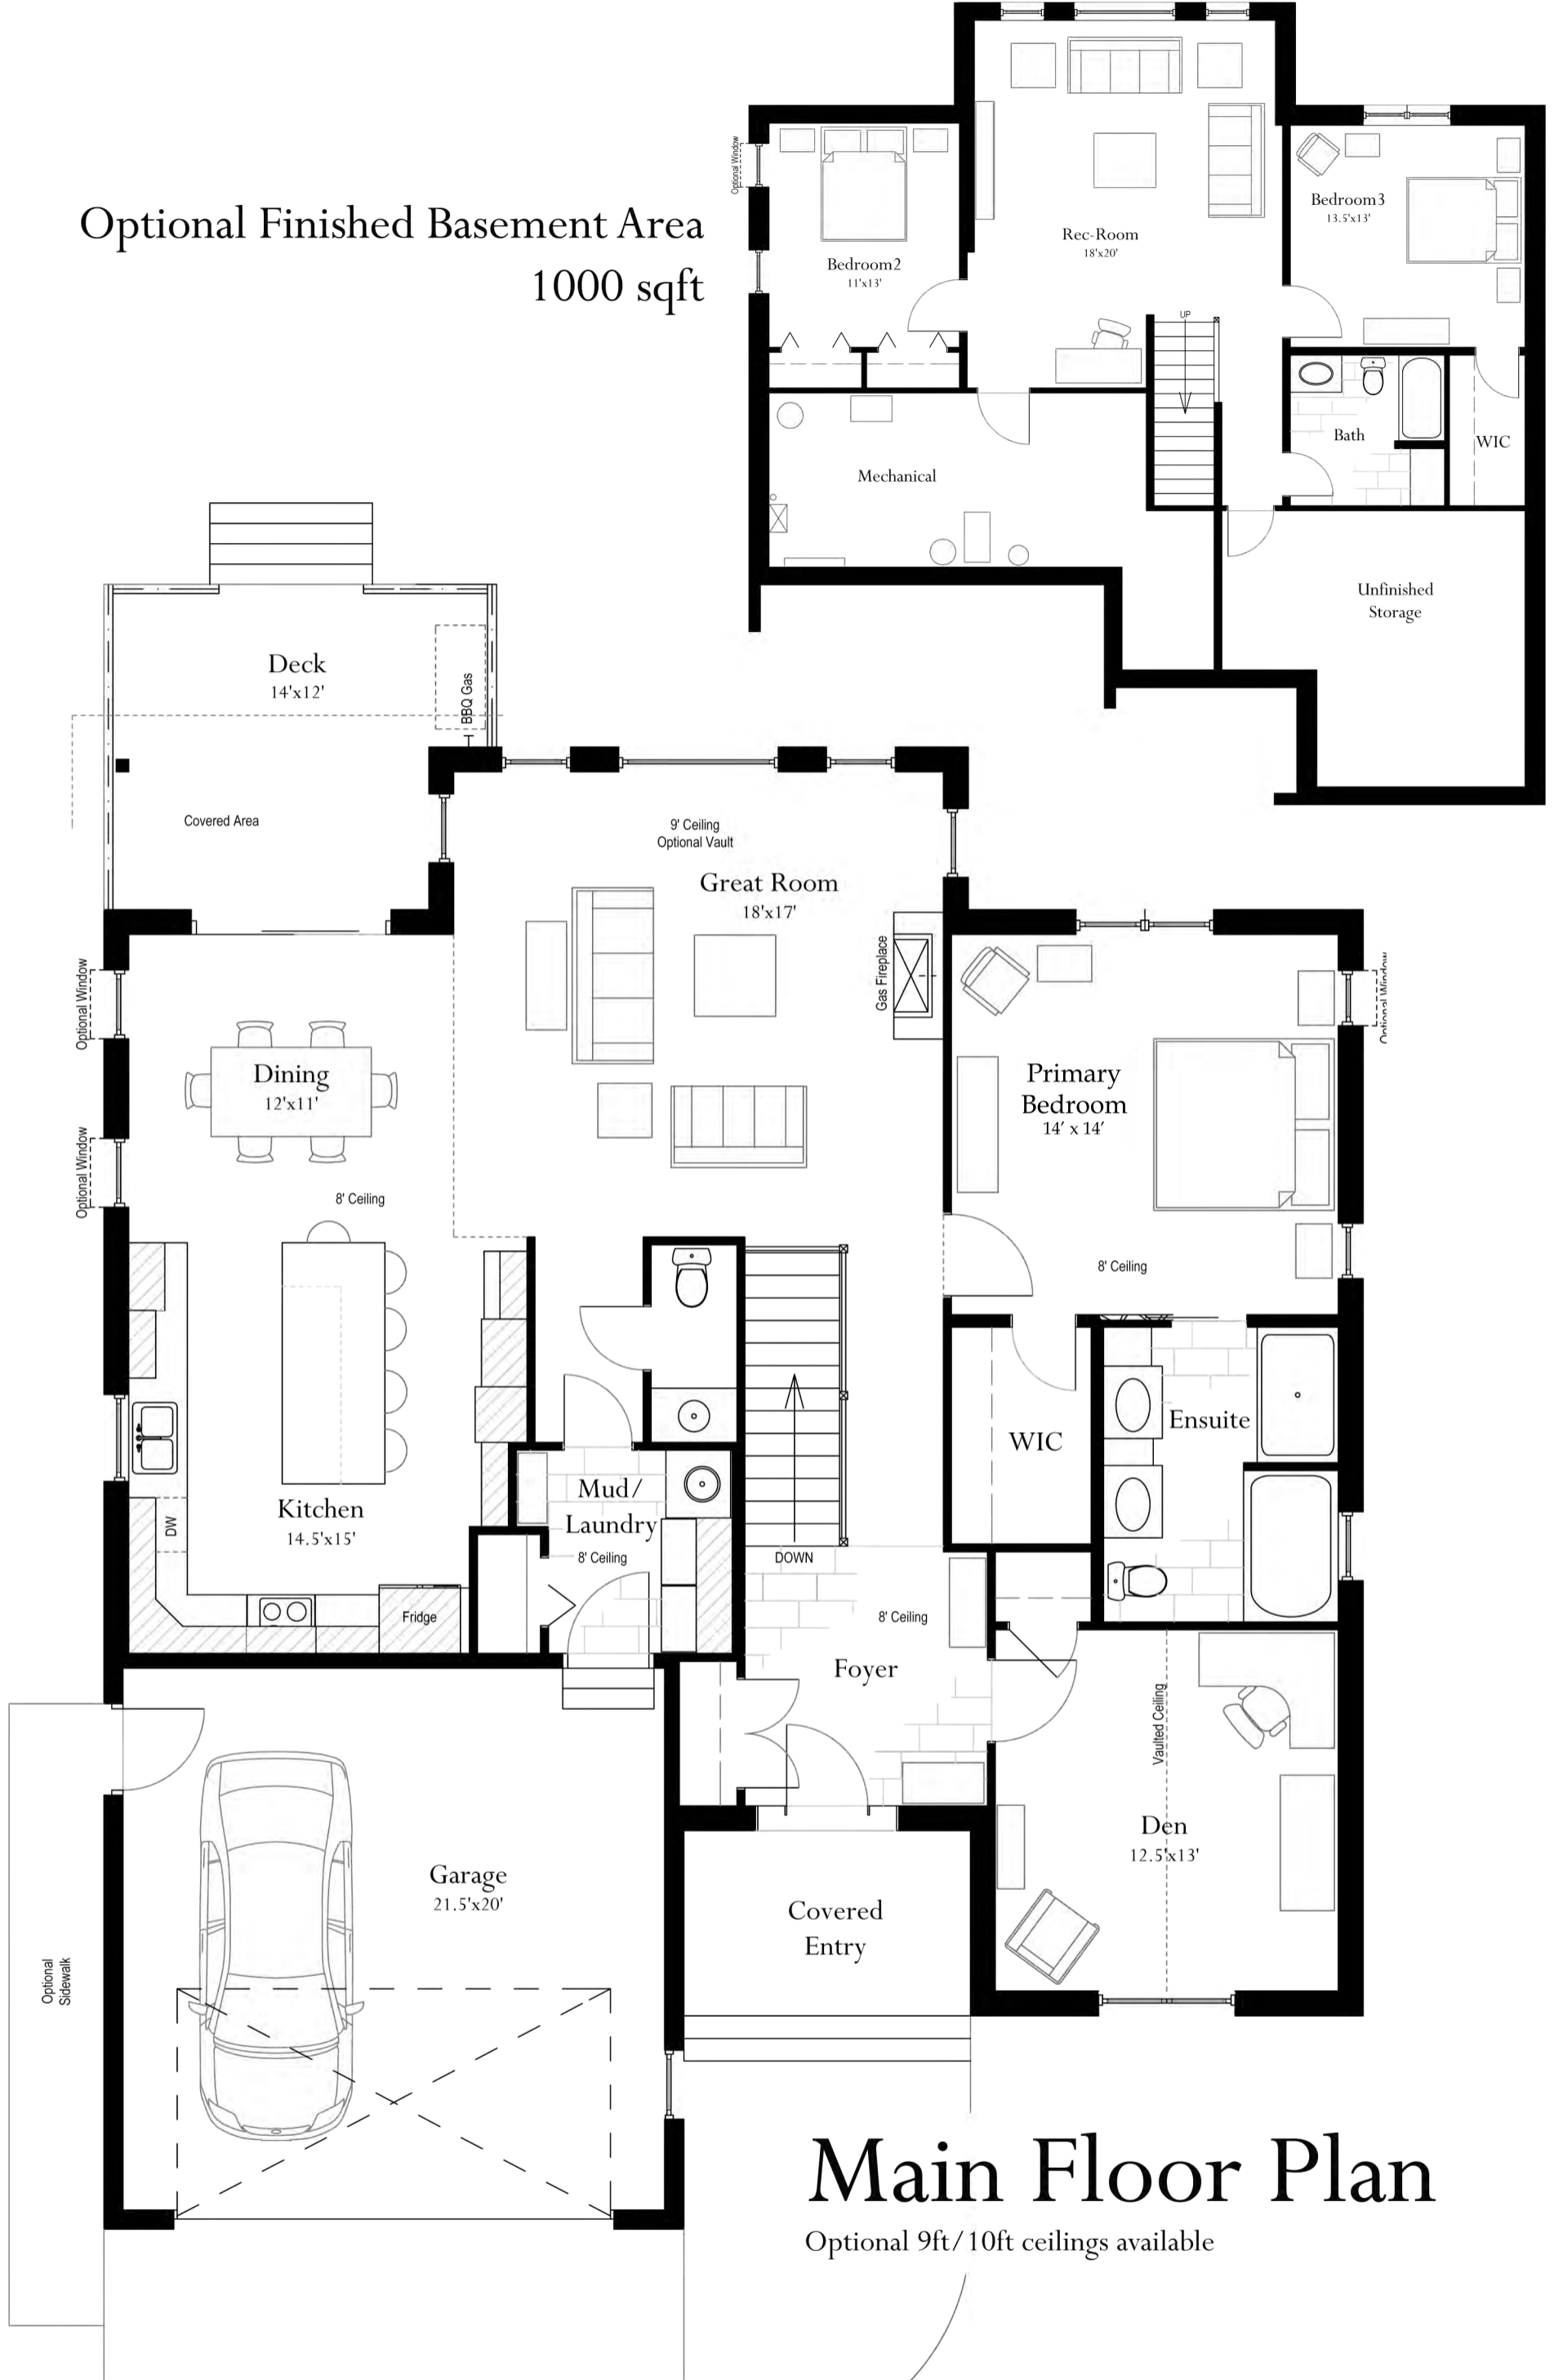 Optional Finished Basement Area
1000 sqft
Optional Window
Bedroom2
11'x13'
Rec-Room
18'x20'
Bedroom3
13.5'x13'
UP
Bath
WIC
Mechanical
Unfinished
Storage
Deck
14'x12'
BBQ Gas
Covered Area
9' Ceiling
Optional Vault
Great Room
18'x17'
Gas Fireplace
Optional Window
Optional Window
Dining
12'x11'
Primary
Bedroom
14' x 14'
Optional Window
8' Ceiling
8' Ceiling
WIC
Ensuite
Kitchen
14.5'x15'
DW
Fridge
Mud/
Laundry
8' Ceiling
DOWN
8' Ceiling
Foyer
Vaulted Ceiling
Den
12.5'x13'
Garage
21.5'x20'
Covered
Entry
Optional
Sidewalk
Main Floor Plan
Optional 9ft/10ft ceilings available